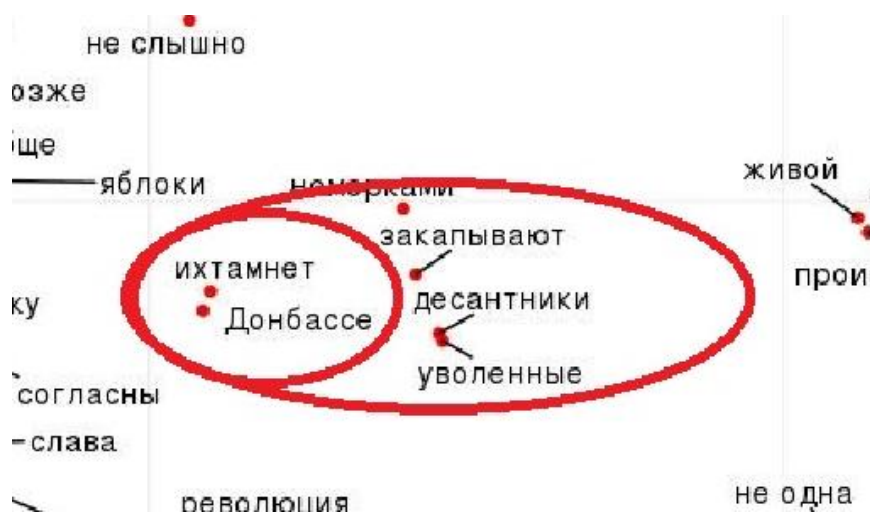 не слышно
озже
ще
яблоки
живой
закапывают
ихтамнет
прои
ку
десантники
Донбассе
уволенные
согласны
-слава
не одна
революция